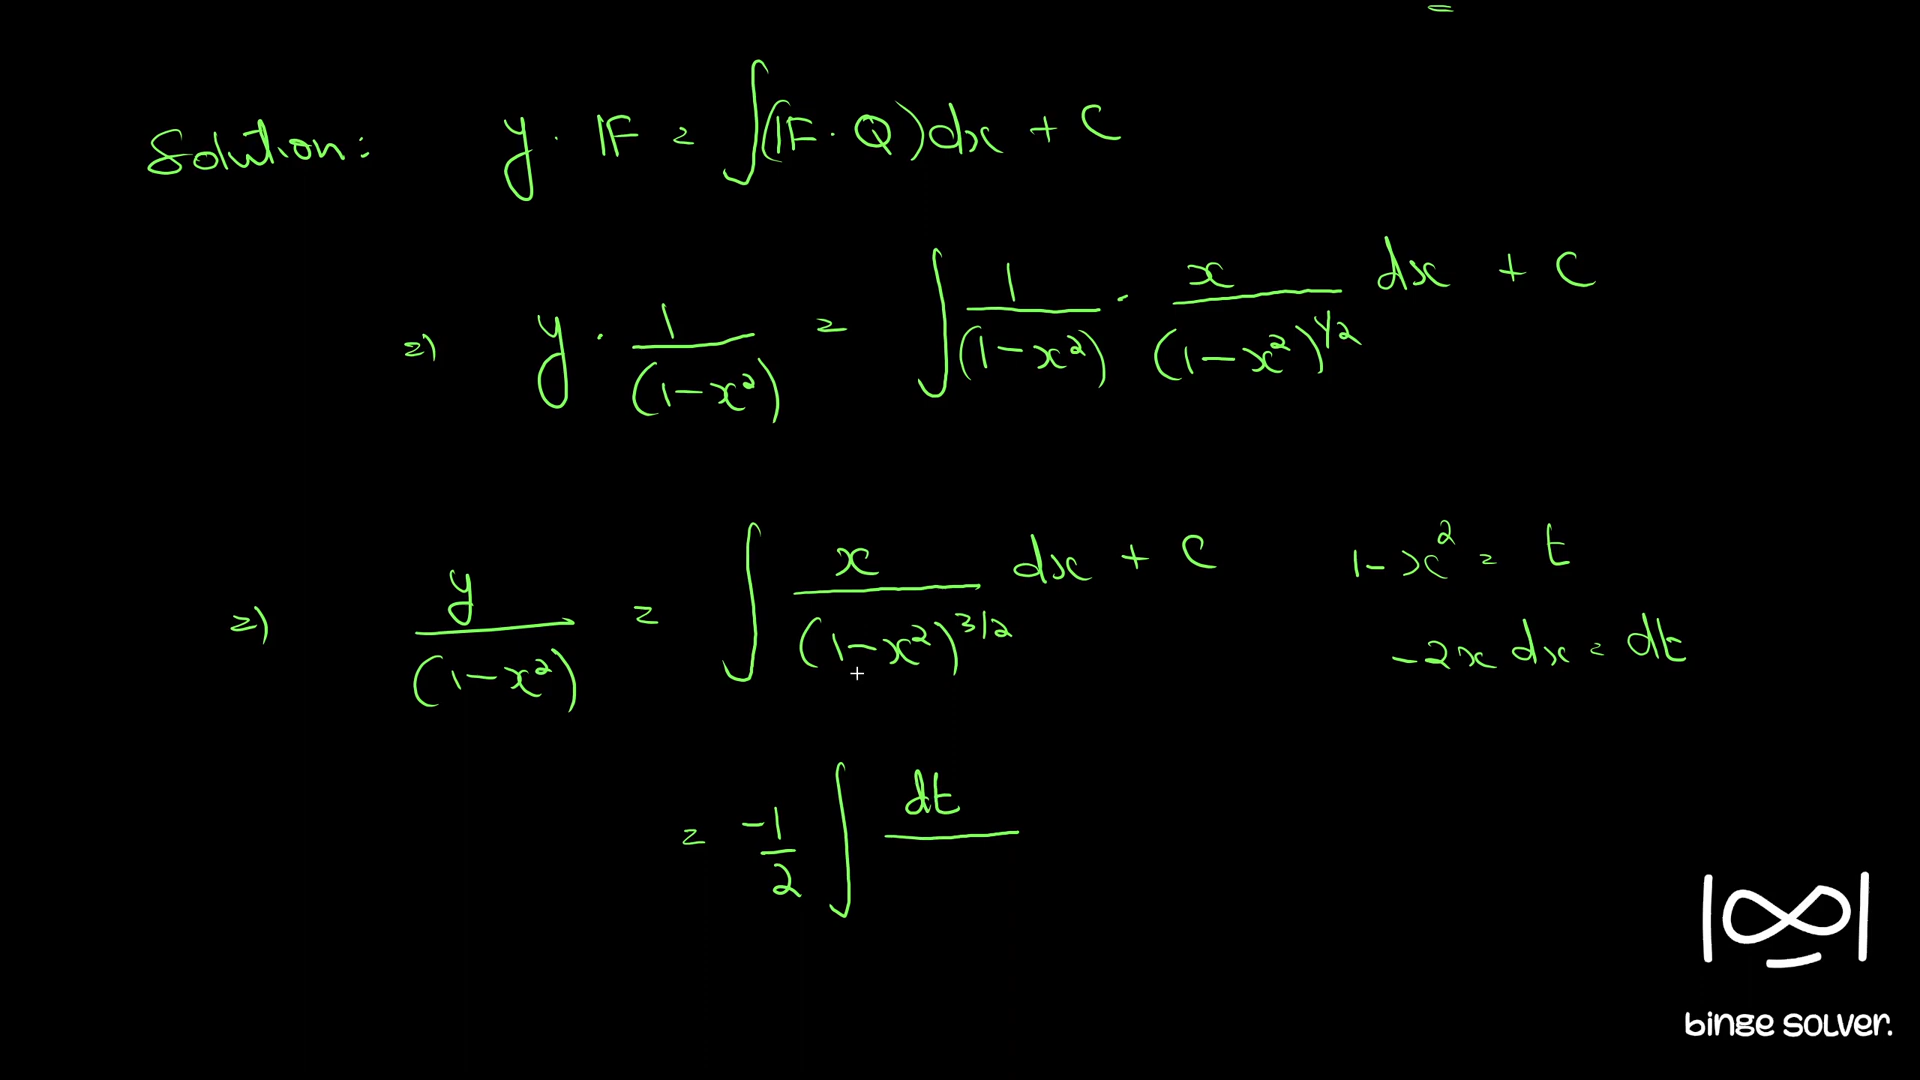 =
Solution: y · IF = ∫(IF · Q)dx + C
⇒) y · 1/(1-x²) = ∫ 1/(1-x²) · x/(1-x²)^1/2 dx + C
⇒) y/(1-x²) = ∫ x/(1-x²)^3/2 dx + C 1-x² = t
-2x dx = dt
= -1/2 ∫ dt/
binge solver.